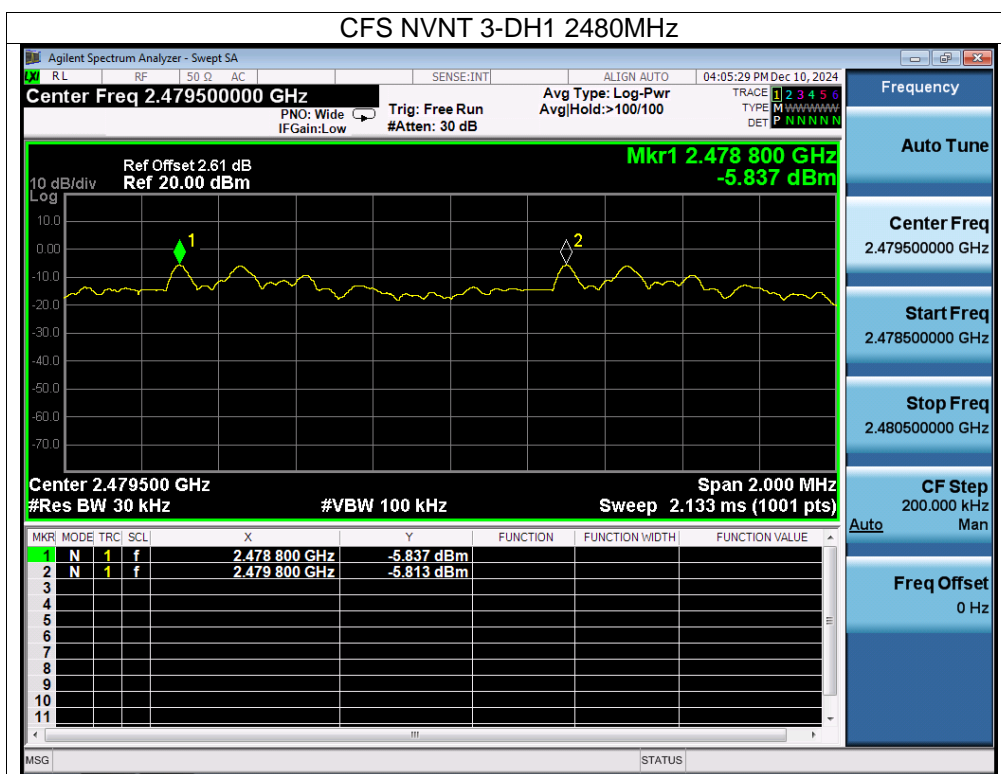 CFS NVNT 3-DH1 2480MHz
Agilent Spectrum Analyzer - Swept SA
LXI RL RF 50 Ω AC SENSE:INT ALIGN AUTO 04:05:29 PM Dec 10, 2024
Center Freq 2.479500000 GHz
PNO: Wide
IFGain:Low
Trig: Free Run
#Atten: 30 dB
Avg Type: Log-Pwr
Avg|Hold:>100/100
TRACE 1 2 3 4 5 6
TYPE M WWWWW
DET P N N N N N
Mkr1 2.478 800 GHz
-5.837 dBm
Ref Offset 2.61 dB
10 dB/div Ref 20.00 dBm
Log
10.0
0.00
-10.0
-20.0
-30.0
-40.0
-50.0
-60.0
-70.0
1
2
Center 2.479500 GHz Span 2.000 MHz
#Res BW 30 kHz #VBW 100 kHz Sweep 2.133 ms (1001 pts)
MKR MODE TRC SCL X Y FUNCTION FUNCTION WIDTH FUNCTION VALUE
1 N 1 f 2.478 800 GHz -5.837 dBm
2 N 1 f 2.479 800 GHz -5.813 dBm
3
4
5
6
7
8
9
10
11
MSG STATUS
Frequency
Auto Tune
Center Freq
2.479500000 GHz
Start Freq
2.478500000 GHz
Stop Freq
2.480500000 GHz
CF Step
200.000 kHz
Auto Man
Freq Offset
0 Hz